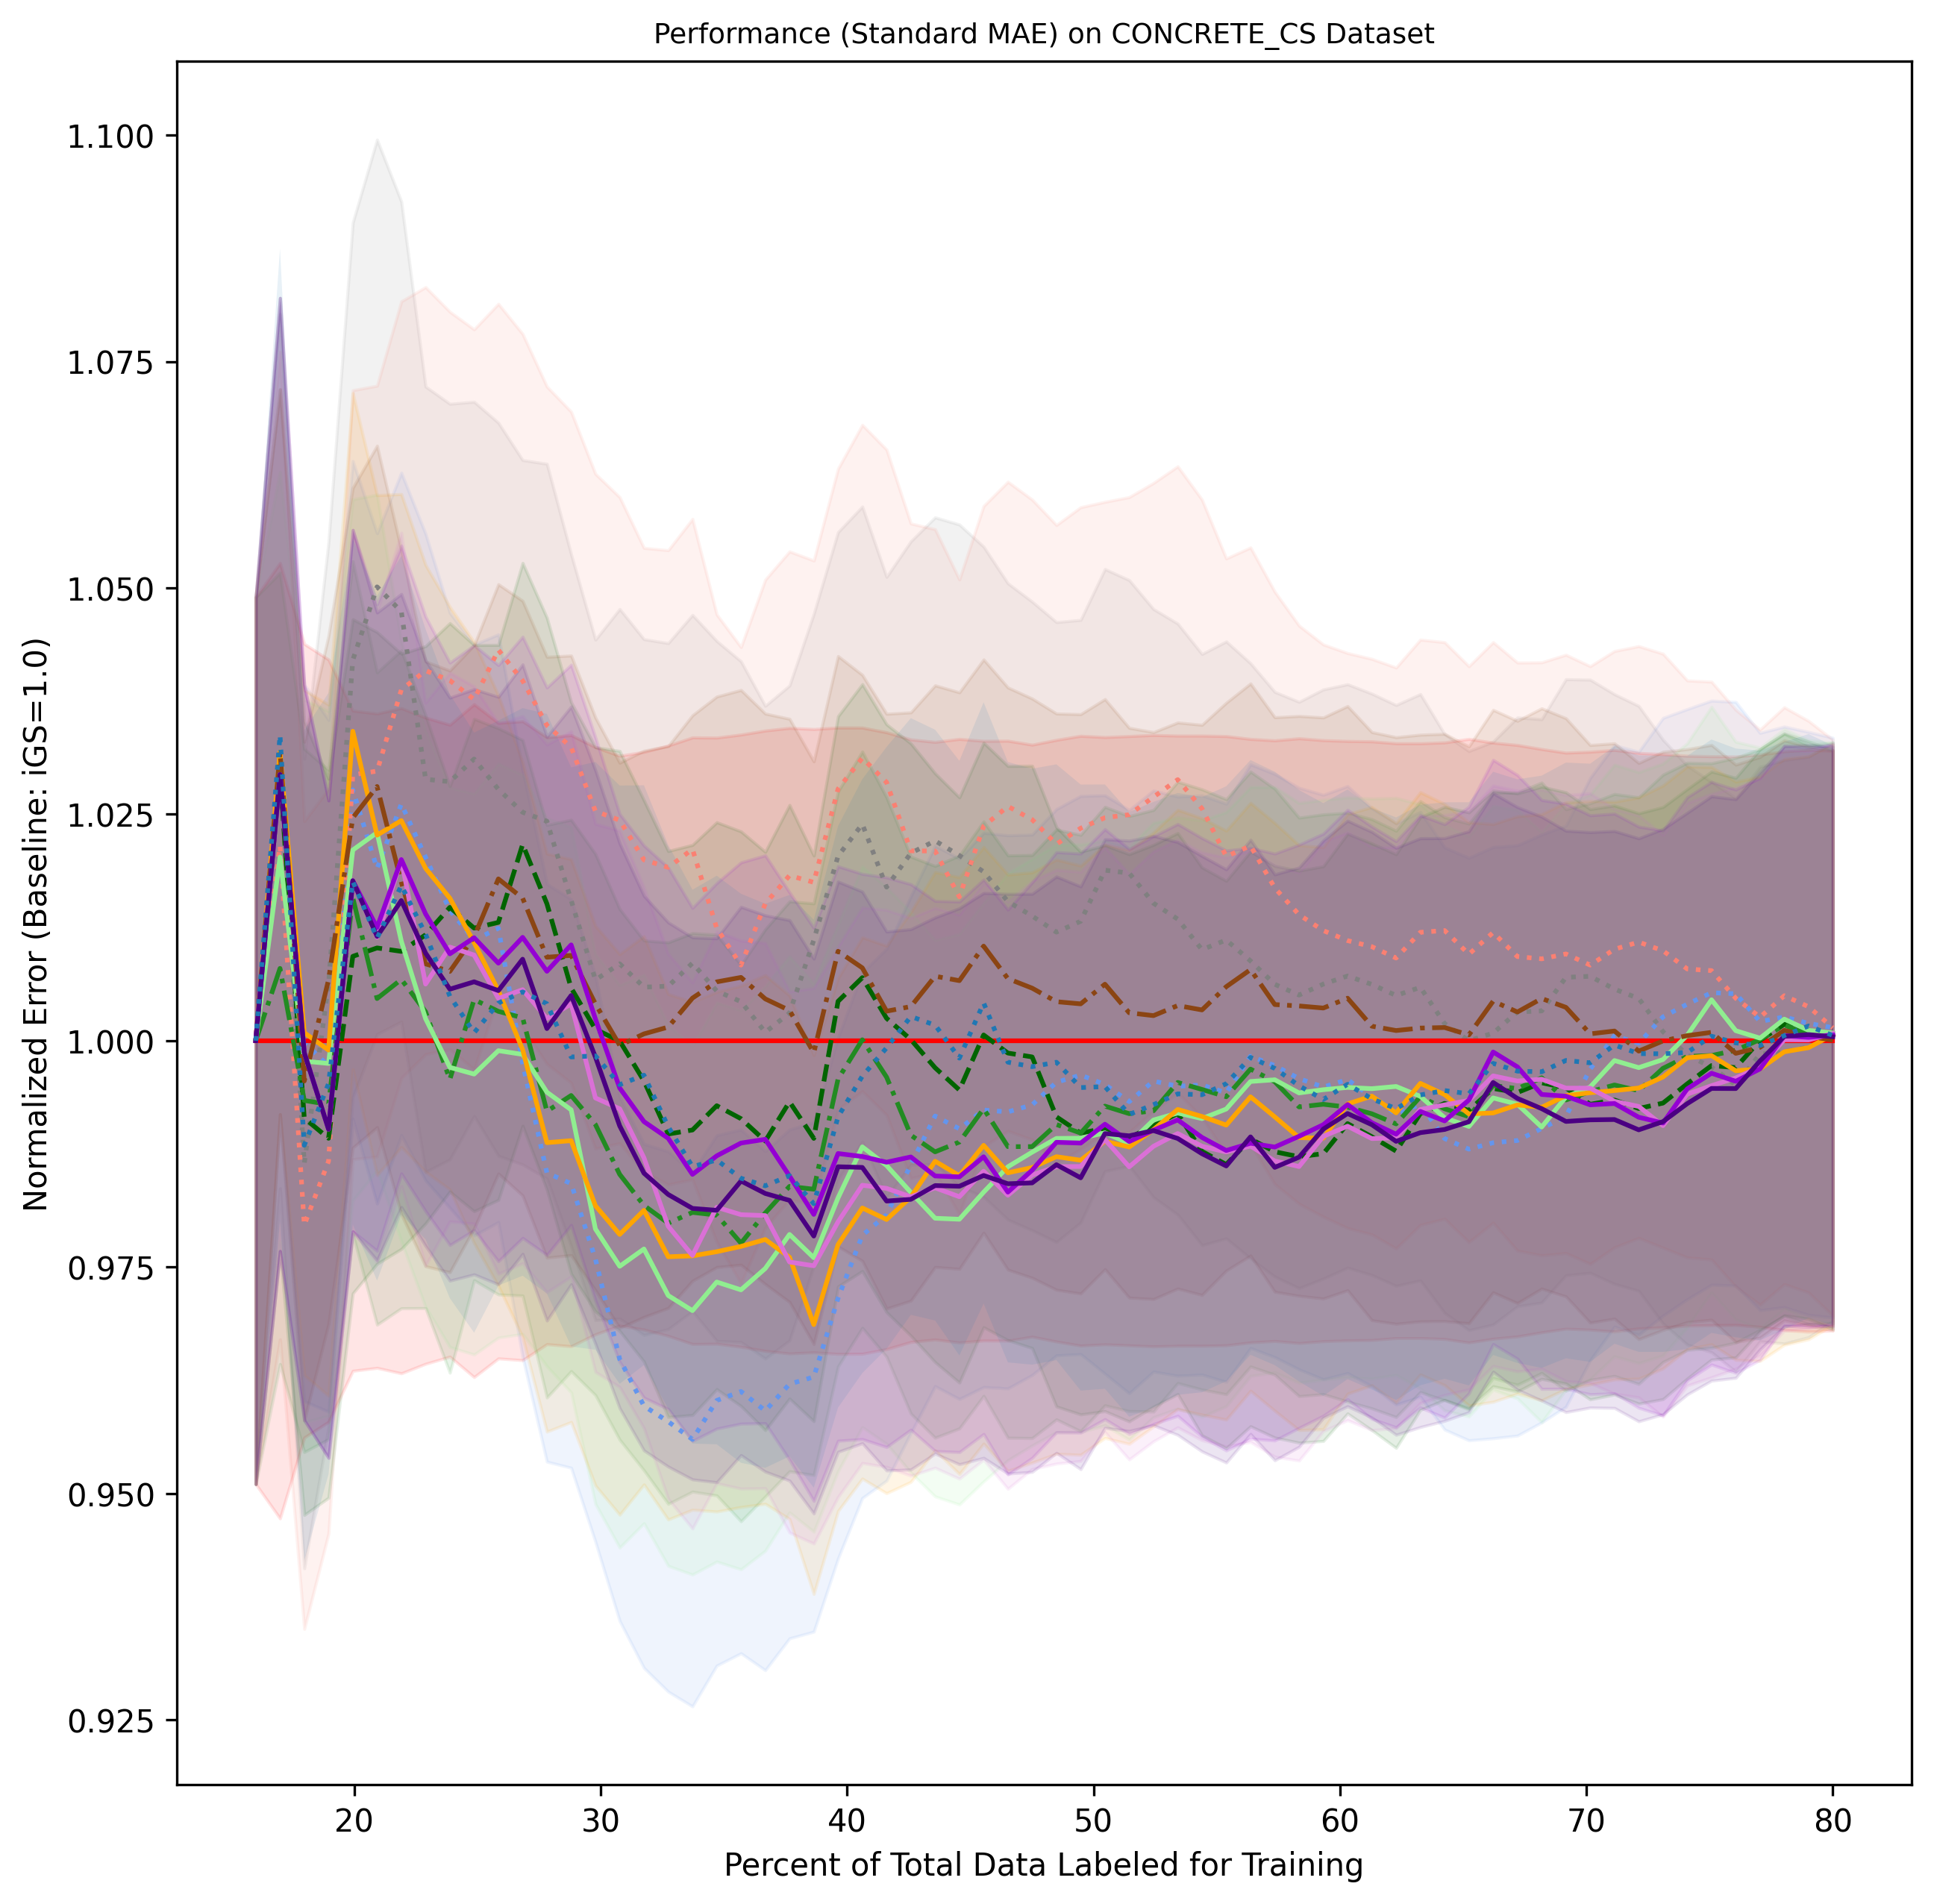 Performance (Standard MAE) on CONCRETE_CS Dataset
Normalized Error (Baseline: iGS=1.0)
1.100
1.075
1.050
1.025
1.000
0.975
0.950
0.925
20 30 40 50 60 70 80
Percent of Total Data Labeled for Training